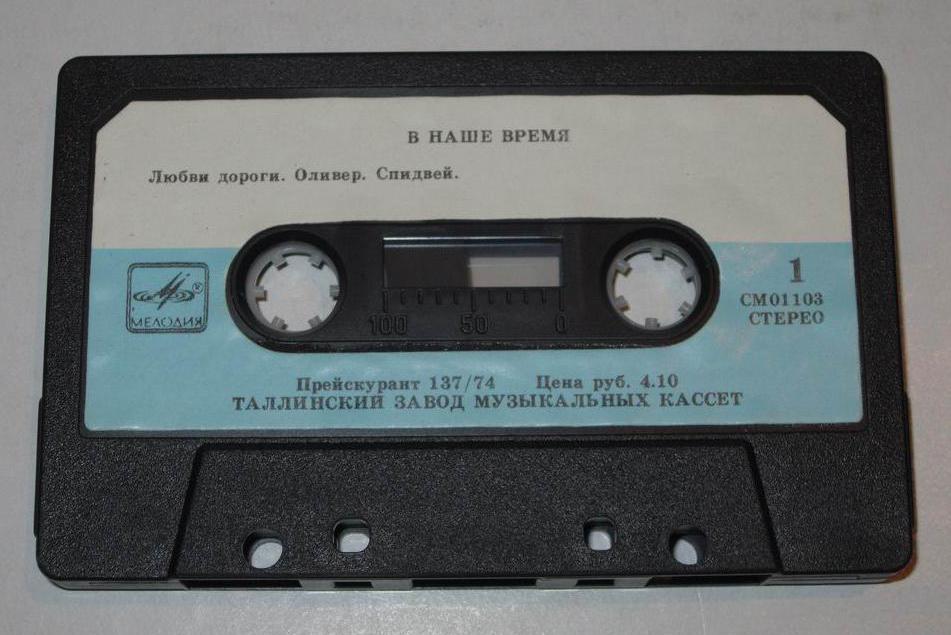 В НАШЕ ВРЕМЯ
Любви дороги. Оливер. Спидвей.
МЕЛОДИЯ ®
1
СМ01103
СТЕРЕО
100 50 0
Прейскурант 137/74 Цена руб. 4.10
ТАЛЛИНСКИЙ ЗАВОД МУЗЫКАЛЬНЫХ КАССЕТ